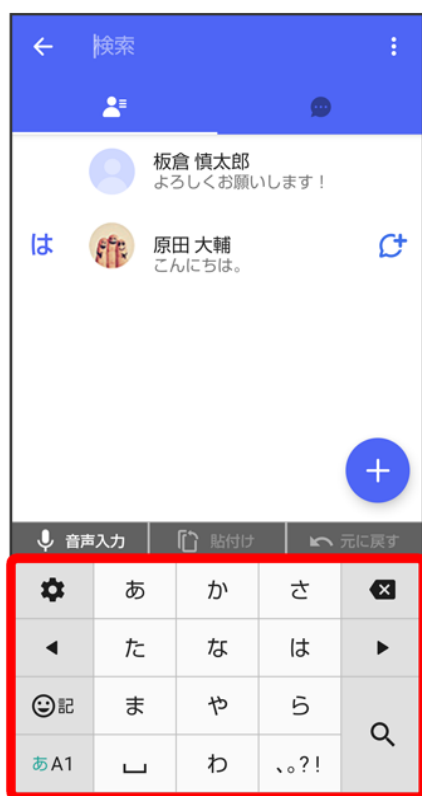 検索
板倉 慎太郎
よろしくお願いします！
は
原田 大輔
こんにちは。
音声入力 貼付け 元に戻す
あ か さ
た な は
記 ま や ら
あA1 わ 、。?!